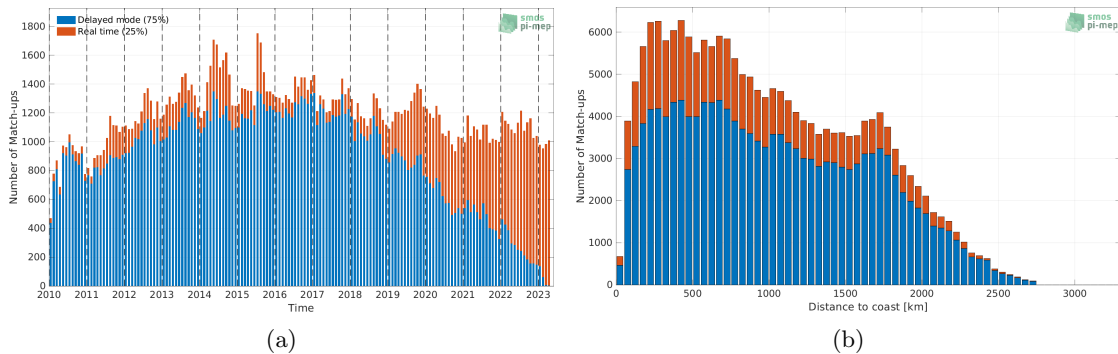 Delayed mode (75%)
Real time (25%)
smos
pi-mep
Number of Match-ups
1800
1600
1400
1200
1000
800
600
400
200
0
2010 2011 2012 2013 2014 2015 2016 2017 2018 2019 2020 2021 2022 2023
Time
(a)
smos
pi-mep
Number of Match-ups
6000
5000
4000
3000
2000
1000
0
0 500 1000 1500 2000 2500 3000
Distance to coast [km]
(b)